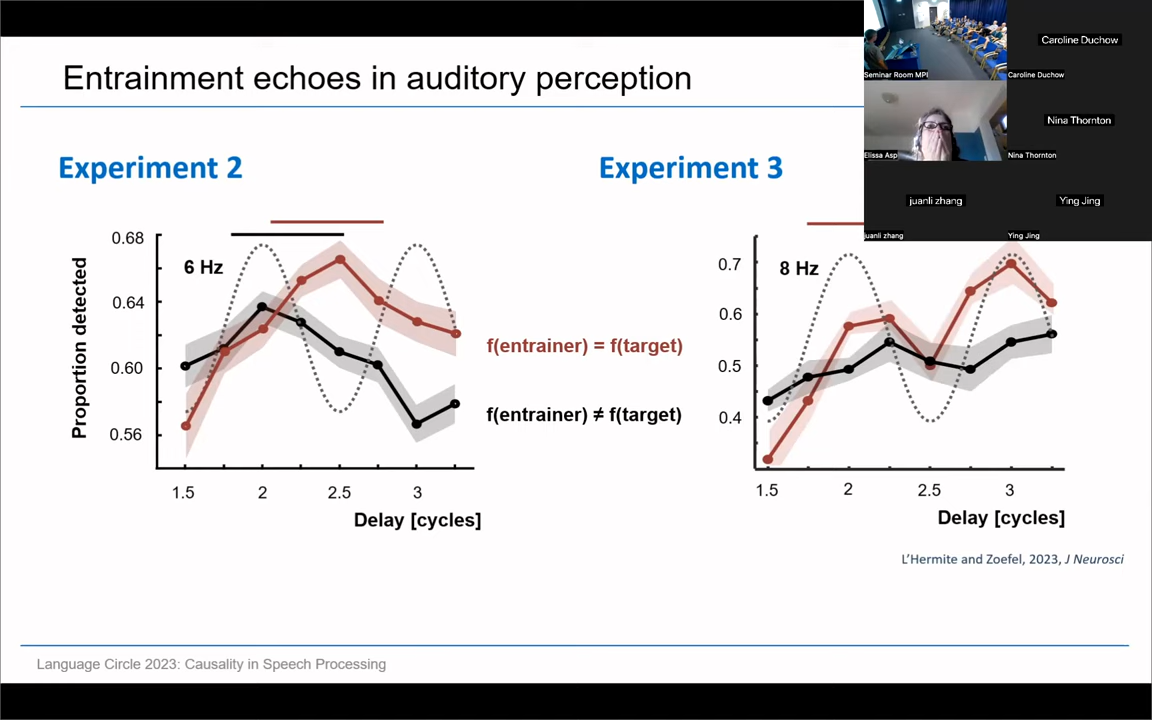 Entrainment echoes in auditory perception
Seminar Room MPI
Caroline Duchow
Caroline Duchow
Elissa Asp
Nina Thornton
Nina Thornton
juanli zhang
juanli zhang
Ying Jing
Ying Jing
Experiment 2
Proportion detected
0.68
0.64
0.60
0.56
6 Hz
1.5
2
2.5
3
Delay [cycles]
f(entrainer) = f(target)
f(entrainer) ≠ f(target)
Experiment 3
0.7
0.6
0.5
0.4
8 Hz
1.5
2
2.5
3
Delay [cycles]
L'Hermite and Zoefel, 2023, J Neurosci
Language Circle 2023: Causality in Speech Processing